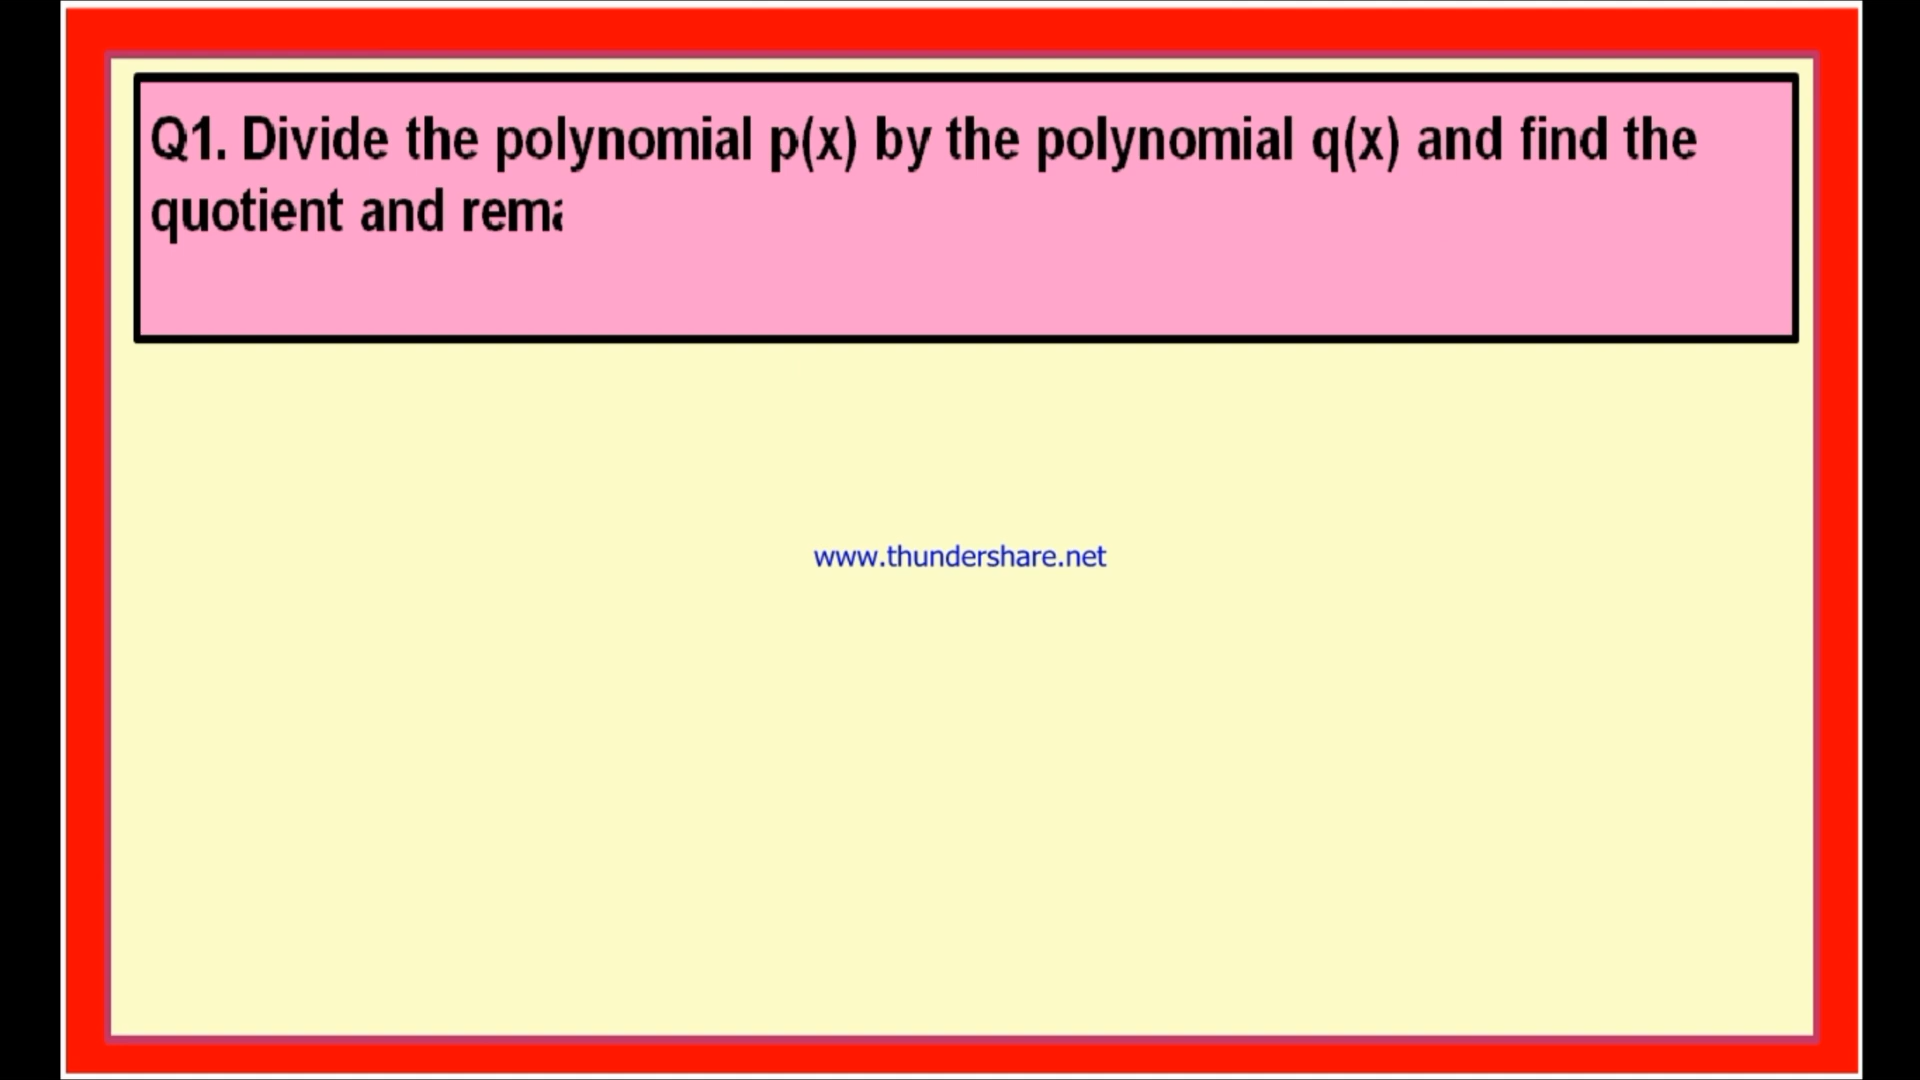 Q1. Divide the polynomial p(x) by the polynomial q(x) and find the
quotient and rem
www.thundershare.net